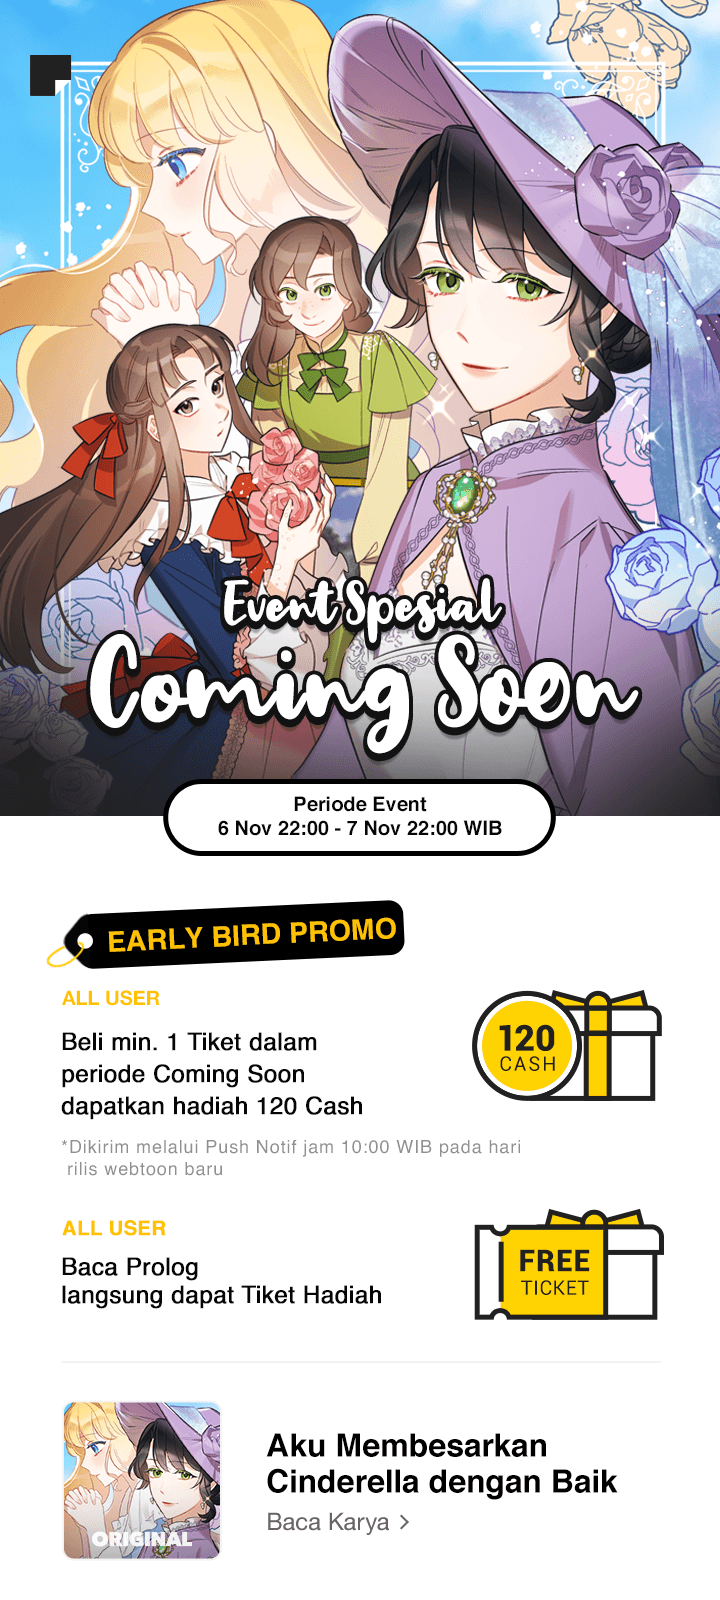 Event Spesial
Coming Soon
Periode Event
6 Nov 22:00 - 7 Nov 22:00 WIB
EARLY BIRD PROMO
ALL USER
Beli min. 1 Tiket dalam
periode Coming Soon
dapatkan hadiah 120 Cash
120
CASH
*Dikirim melalui Push Notif jam 10:00 WIB pada hari
rilis webtoon baru
ALL USER
Baca Prolog
langsung dapat Tiket Hadiah
FREE
TICKET
Aku Membesarkan
Cinderella dengan Baik
Baca Karya >
ORIGINAL